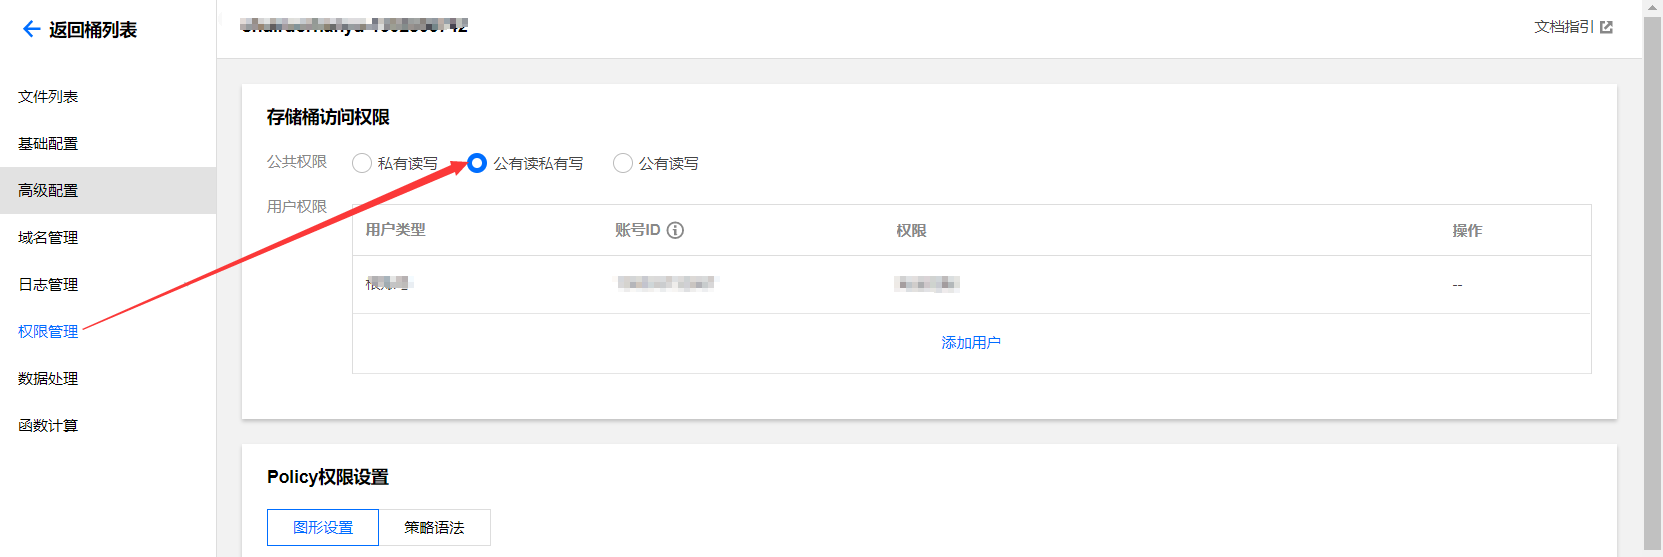 返回桶列表
文档指引
文件列表
基础配置
高级配置
域名管理
日志管理
权限管理
数据处理
函数计算
存储桶访问权限
公共权限 私有读写 公有读私有写 公有读写
用户权限
用户类型 账号ID 权限 操作
--
添加用户
Policy权限设置
图形设置 策略语法